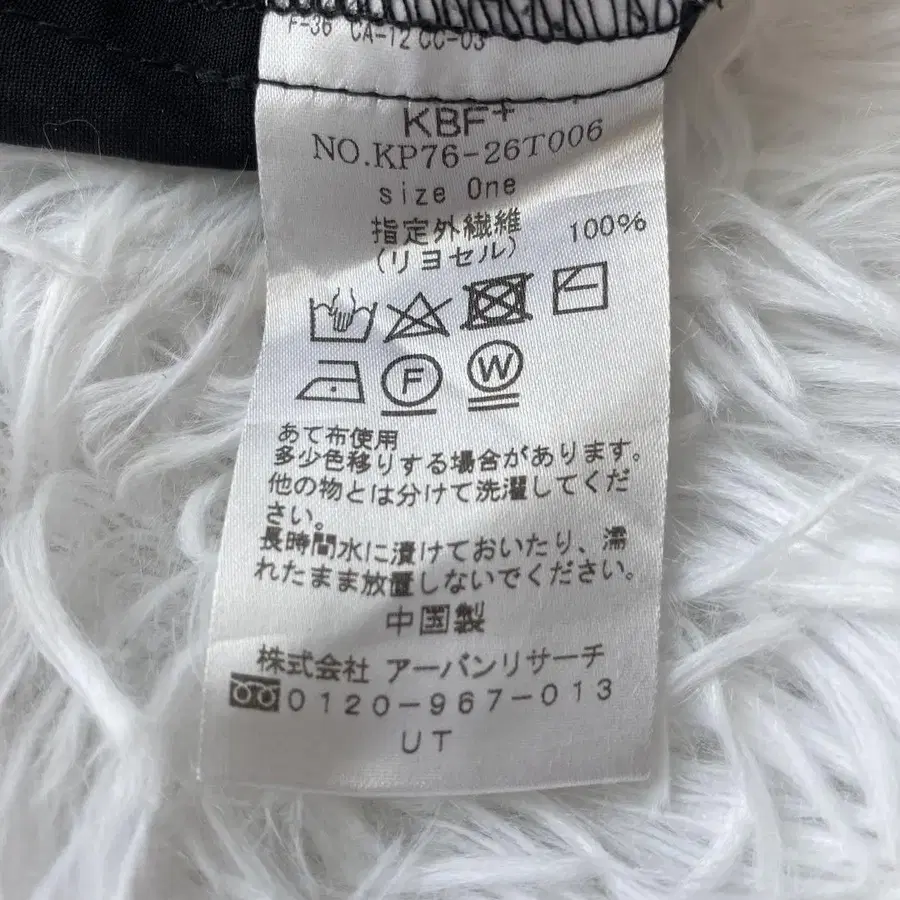 F-36 CA-12 CC-03
KBF+
NO.KP76-26T006
size One
指定外繊維 100%
(リヨセル)
F W
あて布使用
多少色移りする場合があります。
他の物とは分けて洗濯してくだ
さい。
長時間水に漬けておいたり、濡
れたまま放置しないでください。
中国製
株式会社 アーバンリサーチ
0120-967-013
UT